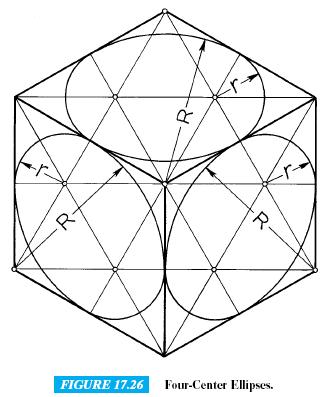 R r
r R R r
FIGURE 17.26 Four-Center Ellipses.